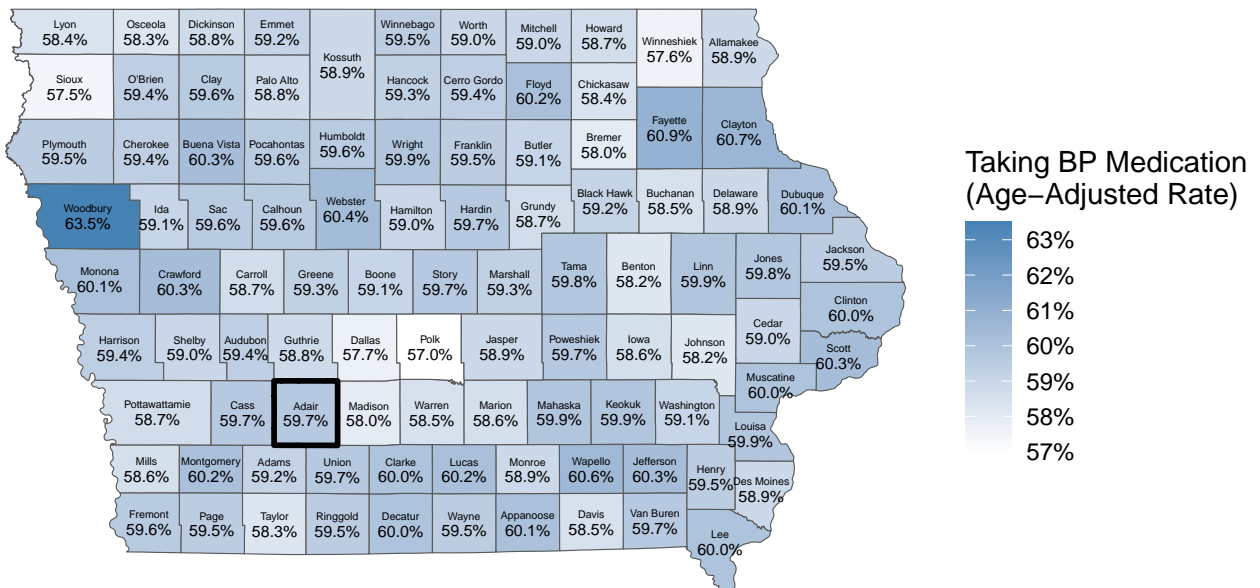 Lyon
58.4%
Osceola
58.3%
Dickinson
58.8%
Emmet
59.2%
Kossuth
58.9%
Winnebago
59.5%
Worth
59.0%
Mitchell
59.0%
Howard
58.7%
Winneshiek
57.6%
Allamakee
58.9%
Sioux
57.5%
O'Brien
59.4%
Clay
59.6%
Palo Alto
58.8%
Hancock
59.3%
Cerro Gordo
59.4%
Floyd
60.2%
Chickasaw
58.4%
Fayette
60.9%
Clayton
60.7%
Plymouth
59.5%
Cherokee
59.4%
Buena Vista
60.3%
Pocahontas
59.6%
Humboldt
59.6%
Wright
59.9%
Franklin
59.5%
Butler
59.1%
Bremer
58.0%
Woodbury
63.5%
Ida
59.1%
Sac
59.6%
Calhoun
59.6%
Webster
60.4%
Hamilton
59.0%
Hardin
59.7%
Grundy
58.7%
Black Hawk
59.2%
Buchanan
58.5%
Delaware
58.9%
Dubuque
60.1%
Monona
60.1%
Crawford
60.3%
Carroll
58.7%
Greene
59.3%
Boone
59.1%
Story
59.7%
Marshall
59.3%
Tama
59.8%
Benton
58.2%
Linn
59.9%
Jones
59.8%
Jackson
59.5%
Clinton
60.0%
Harrison
59.4%
Shelby
59.0%
Audubon
59.4%
Guthrie
58.8%
Dallas
57.7%
Polk
57.0%
Jasper
58.9%
Poweshiek
59.7%
Iowa
58.6%
Johnson
58.2%
Cedar
59.0%
Scott
60.3%
Muscatine
60.0%
Pottawattamie
58.7%
Cass
59.7%
Adair
59.7%
Madison
58.0%
Warren
58.5%
Marion
58.6%
Mahaska
59.9%
Keokuk
59.9%
Washington
59.1%
Louisa
59.9%
Mills
58.6%
Montgomery
60.2%
Adams
59.2%
Union
59.7%
Clarke
60.0%
Lucas
60.2%
Monroe
58.9%
Wapello
60.6%
Jefferson
60.3%
Henry
59.5%
Des Moines
58.9%
Fremont
59.6%
Page
59.5%
Taylor
58.3%
Ringgold
59.5%
Decatur
60.0%
Wayne
59.5%
Appanoose
60.1%
Davis
58.5%
Van Buren
59.7%
Lee
60.0%
Taking BP Medication
(Age−Adjusted Rate)
63%
62%
61%
60%
59%
58%
57%